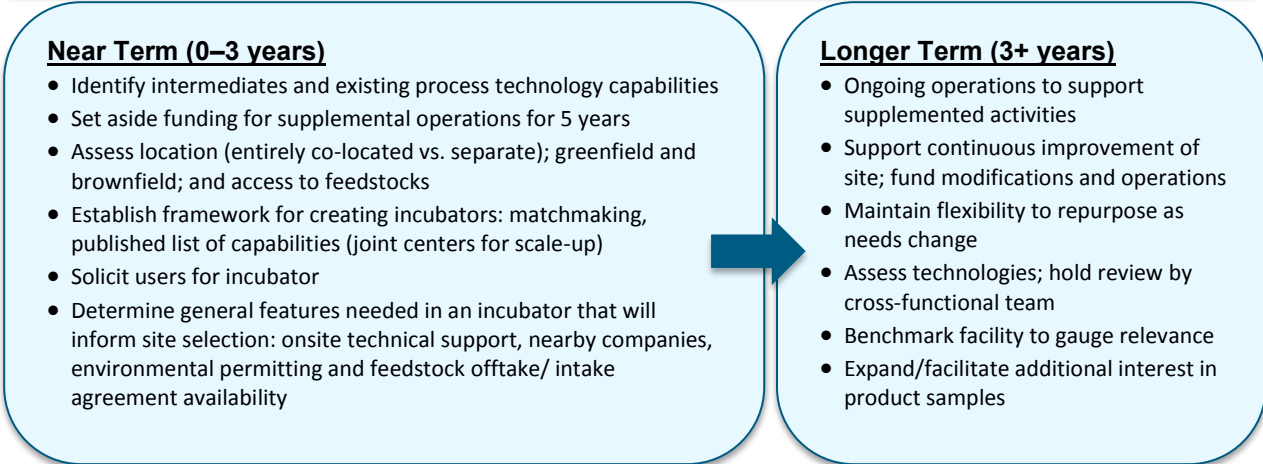 Near Term (0–3 years)
• Identify intermediates and existing process technology capabilities
• Set aside funding for supplemental operations for 5 years
• Assess location (entirely co-located vs. separate); greenfield and
brownfield; and access to feedstocks
• Establish framework for creating incubators: matchmaking,
published list of capabilities (joint centers for scale-up)
• Solicit users for incubator
• Determine general features needed in an incubator that will
inform site selection: onsite technical support, nearby companies,
environmental permitting and feedstock offtake/ intake
agreement availability
Longer Term (3+ years)
• Ongoing operations to support
supplemented activities
• Support continuous improvement of
site; fund modifications and operations
• Maintain flexibility to repurpose as
needs change
• Assess technologies; hold review by
cross-functional team
• Benchmark facility to gauge relevance
• Expand/facilitate additional interest in
product samples